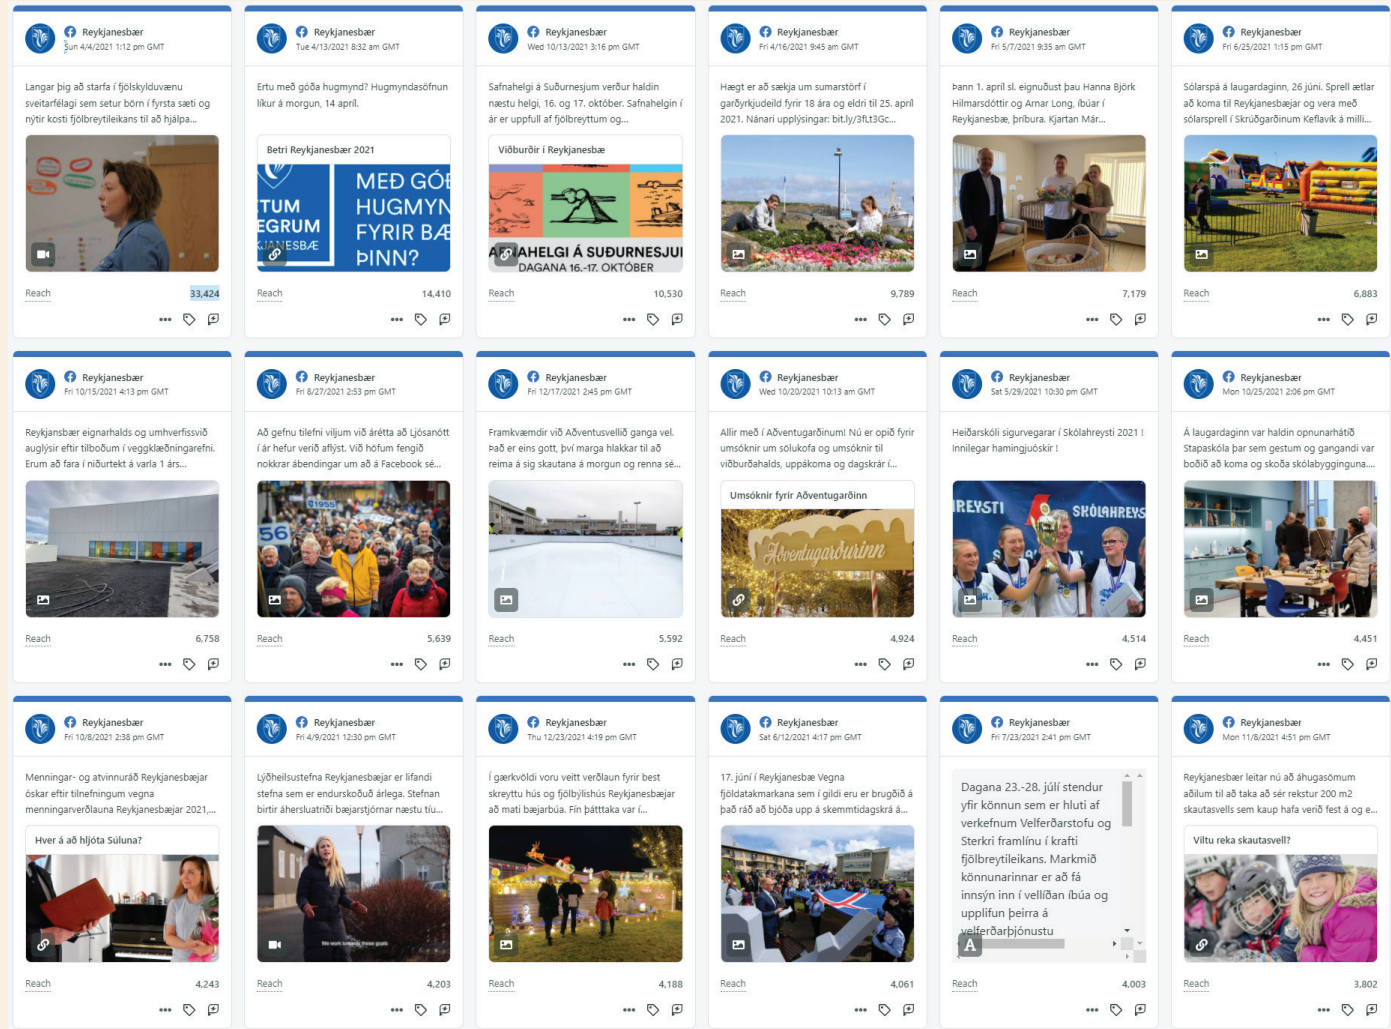 Reykjanesbær
Sun 4/4/2021 1:12 pm GMT
Langar þig að starfa í fjölskylduvænu
sveitarfélagi sem setur börn í fyrsta sæti og
nýtir kosti fjölbreytileikans til að hjálpa...
Reach 33,424
Reykjanesbær
Tue 4/13/2021 8:32 am GMT
Ertu með góða hugmynd? Hugmyndasöfnun
líkur á morgun, 14 apríl.
Betri Reykjanesbær 2021
TUM
EGRUM
KJANESBÆ
MEÐ GÓÐ
HUGMYN
FYRIR BÆ
ÞINN?
Reach 14,410
Reykjanesbær
Wed 10/13/2021 3:16 pm GMT
Safnahelgi á Suðurnesjum verður haldin
næstu helgi, 16. og 17. október. Safnahelgin í
ár er uppfull af fjölbreyttum og...
Viðburðir í Reykjanesbæ
AHELGI Á SUÐURNESJUM
DAGANA 16.-17. OKTÓBER
Reach 10,530
Reykjanesbær
Fri 4/16/2021 9:45 am GMT
Hægt er að sækja um sumarstörf í
garðyrkjudeild fyrir 18 ára og eldri til 25. apríl
2021. Nánari upplýsingar: bit.ly/3fLt3Gc...
Reach 9,789
Reykjanesbær
Fri 5/7/2021 9:35 am GMT
Þann 1. apríl sl. eignuðust þau Hanna Björk
Hilmarsdóttir og Arnar Long, íbúar í
Reykjanesbæ, þríbura. Kjartan Már...
Reach 7,179
Reykjanesbær
Fri 6/25/2021 1:15 pm GMT
Sólarspá á laugardaginn, 26 júni. Sprell ætlar
að koma til Reykjanesbæjar og vera með
sólarsprell í Skrúðgarðinum Keflavík á milli...
Reach 6,883
Reykjanesbær
Fri 10/15/2021 4:13 pm GMT
Reykjansbær eignarhalds og umhverfissvið
auglýsir eftir tilboðum í veggklæðningarefni.
Erum að fara í niðurtekt á varla 1 árs...
Reach 6,758
Reykjanesbær
Fri 8/27/2021 2:53 pm GMT
Að gefnu tilefni viljum við árétta að Ljósanótt
í ár hefur verið aflýst. Við höfum fengið
nokkrar ábendingar um að á Facebook sé...
56
1955
Reach 5,639
Reykjanesbær
Fri 12/17/2021 2:45 pm GMT
Framkvæmdir við Aðventusvellið ganga vel.
Það er eins gott, því marga hlakkar til að
reima á sig skautana á morgun og renna sé...
Reach 5,592
Reykjanesbær
Wed 10/20/2021 10:13 am GMT
Allir með í Aðventugarðinum! Nú er opið fyrir
umsóknir um sölukofa og umsóknir til
viðburðahalds, uppákoma og dagskrár í...
Umsóknir fyrir Aðventugarðinn
Aðventugarðurinn
Reach 4,924
Reykjanesbær
Sat 5/29/2021 10:30 pm GMT
Heiðarskóli sigurvegarar í Skólahreysti 2021 !
Innilegar hamingjuóskir !
REYSTI
SKÓLAHREYS
Reach 4,514
Reykjanesbær
Mon 10/25/2021 2:06 pm GMT
Á laugardaginn var haldin opnunarhátíð
Stapaskóla þar sem gestum og gangandi var
boðið að koma og skoða skólabygginguna....
Reach 4,451
Reykjanesbær
Fri 10/8/2021 2:38 pm GMT
Menningar- og atvinnuráð Reykjanesbæjar
óskar eftir tilnefningum vegna
menningarverðlauna Reykjanesbæjar 2021,...
Hver á að hljóta Súluna?
Reach 4,243
Reykjanesbær
Fri 4/9/2021 12:30 pm GMT
Lýðheilsustefna Reykjanesbæjar er lifandi
stefna sem er endurskoðuð árlega. Stefnan
birtir áhersluatriði bæjarstjórnar næstu tíu...
We work towards these goals
Reach 4,203
Reykjanesbær
Thu 12/23/2021 4:19 pm GMT
Í gærkvöldi voru veitt verðlaun fyrir best
skreyttu hús og fjölbýlishús Reykjanesbæjar
að mati bæjarbúa. Fín þátttaka var í...
Reach 4,188
Reykjanesbær
Sat 6/12/2021 4:17 pm GMT
17. júní í Reykjanesbæ Vegna
fjöldatakmarkana sem í gildi eru er brugðið á
það ráð að bjóða upp á skemmtidagskrá á...
Reach 4,061
Reykjanesbær
Fri 7/23/2021 2:41 pm GMT
Dagana 23.-28. júlí stendur
yfir könnun sem er hluti af
verkefnum Velferðarstofu og
Sterkri framlínu í krafti
fjölbreytileikans. Markmið
könnunarinnar er að fá
innsýn inn í vellíðan íbúa og
upplifun þeirra á
velferðarþjónustu
A
Reach 4,003
Reykjanesbær
Mon 11/8/2021 4:51 pm GMT
Reykjanesbær leitar nú að áhugasömum
aðilum til að taka að sér rekstur 200 m2
skautasvells sem kaup hafa verið fest á og e...
Viltu reka skautasvell?
Reach 3,802